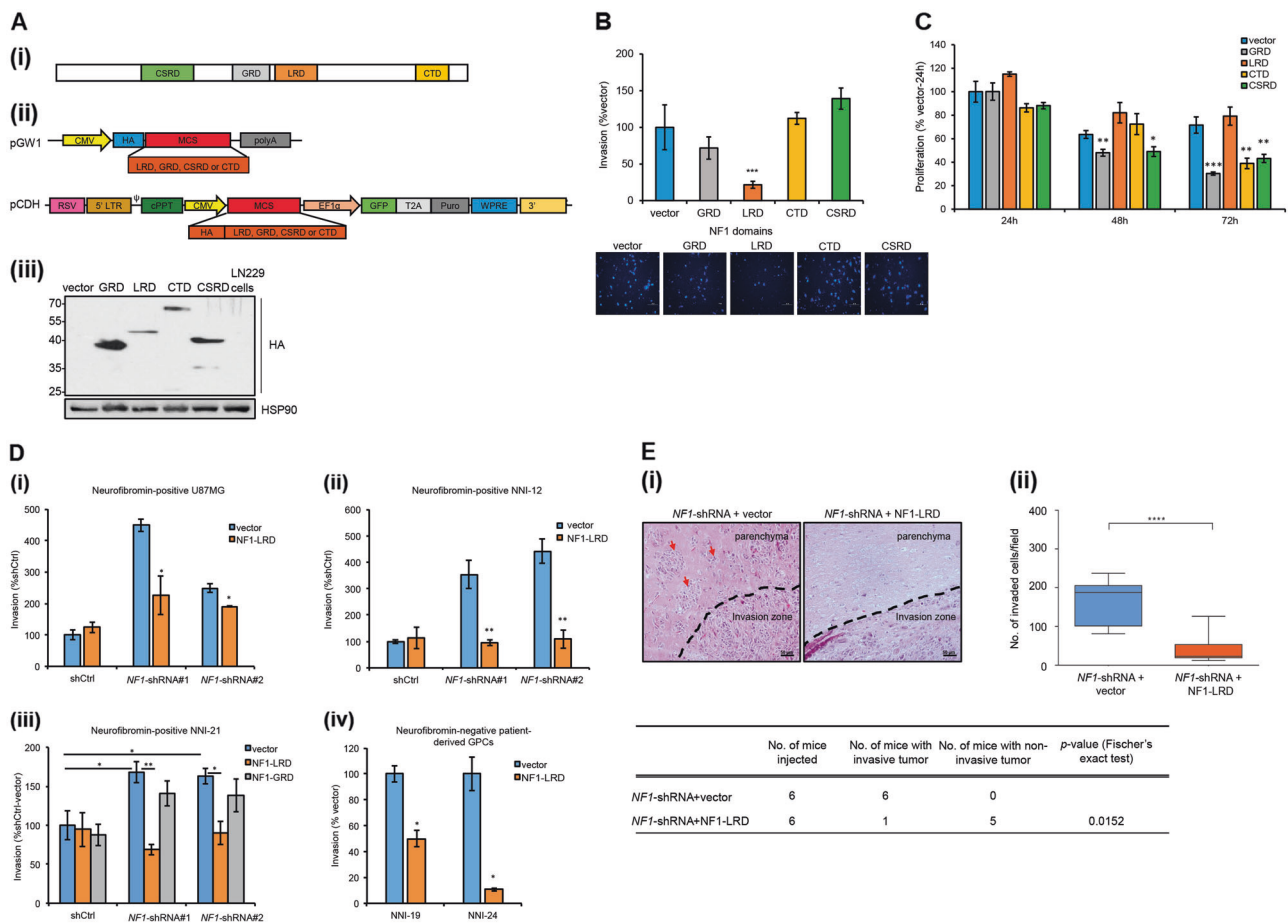 A
(i)
CSRD GRD LRD CTD
(ii)
pGW1 CMV HA MCS polyA
LRD, GRD, CSRD or CTD
ψ
pCDH RSV 5' LTR cPPT CMV MCS EF1α GFP T2A Puro WPRE 3'
HA LRD, GRD, CSRD or CTD
(iii)
LN229
vector GRD LRD CTD CSRD cells
70
55
40
35
25
HA
HSP90
B
Invasion (%vector)
200
150
100
50
0
***
vector GRD LRD CTD CSRD
NF1 domains
vector GRD LRD CTD CSRD
C
Proliferation (% vector-24h)
140
120
100
80
60
40
20
0
** * *** ** **
24h 48h 72h
vector
GRD
LRD
CTD
CSRD
D
(i)
Neurofibromin-positive U87MG
Invasion (%shCtrl)
500
450
400
350
300
250
200
150
100
50
0
* *
vector
NF1-LRD
shCtrl NF1-shRNA#1 NF1-shRNA#2
(ii)
Neurofibromin-positive NNI-12
Invasion (%shCtrl)
600
500
400
300
200
100
0
** **
vector
NF1-LRD
shCtrl NF1-shRNA#1 NF1-shRNA#2
(iii)
Neurofibromin-positive NNI-21
Invasion (%shCtrl-vector)
200
150
100
50
0
* * ** *
vector
NF1-LRD
NF1-GRD
shCtrl NF1-shRNA#1 NF1-shRNA#2
(iv)
Neurofibromin-negative patient-
derived GPCs
Invasion (% vector)
120
100
80
60
40
20
0
* *
vector
NF1-LRD
NNI-19 NNI-24
E
(i)
NF1-shRNA + vector NF1-shRNA + NF1-LRD
parenchyma parenchyma
Invasion zone Invasion zone
(ii)
No. of invaded cells/field
400
300
200
100
0
****
NF1-shRNA +
vector
NF1-shRNA +
NF1-LRD
No. of mice
injected
No. of mice with
invasive tumor
No. of mice with non-
invasive tumor
p-value (Fischer's
exact test)
NF1-shRNA+vector 6 6 0
NF1-shRNA+NF1-LRD 6 1 5 0.0152